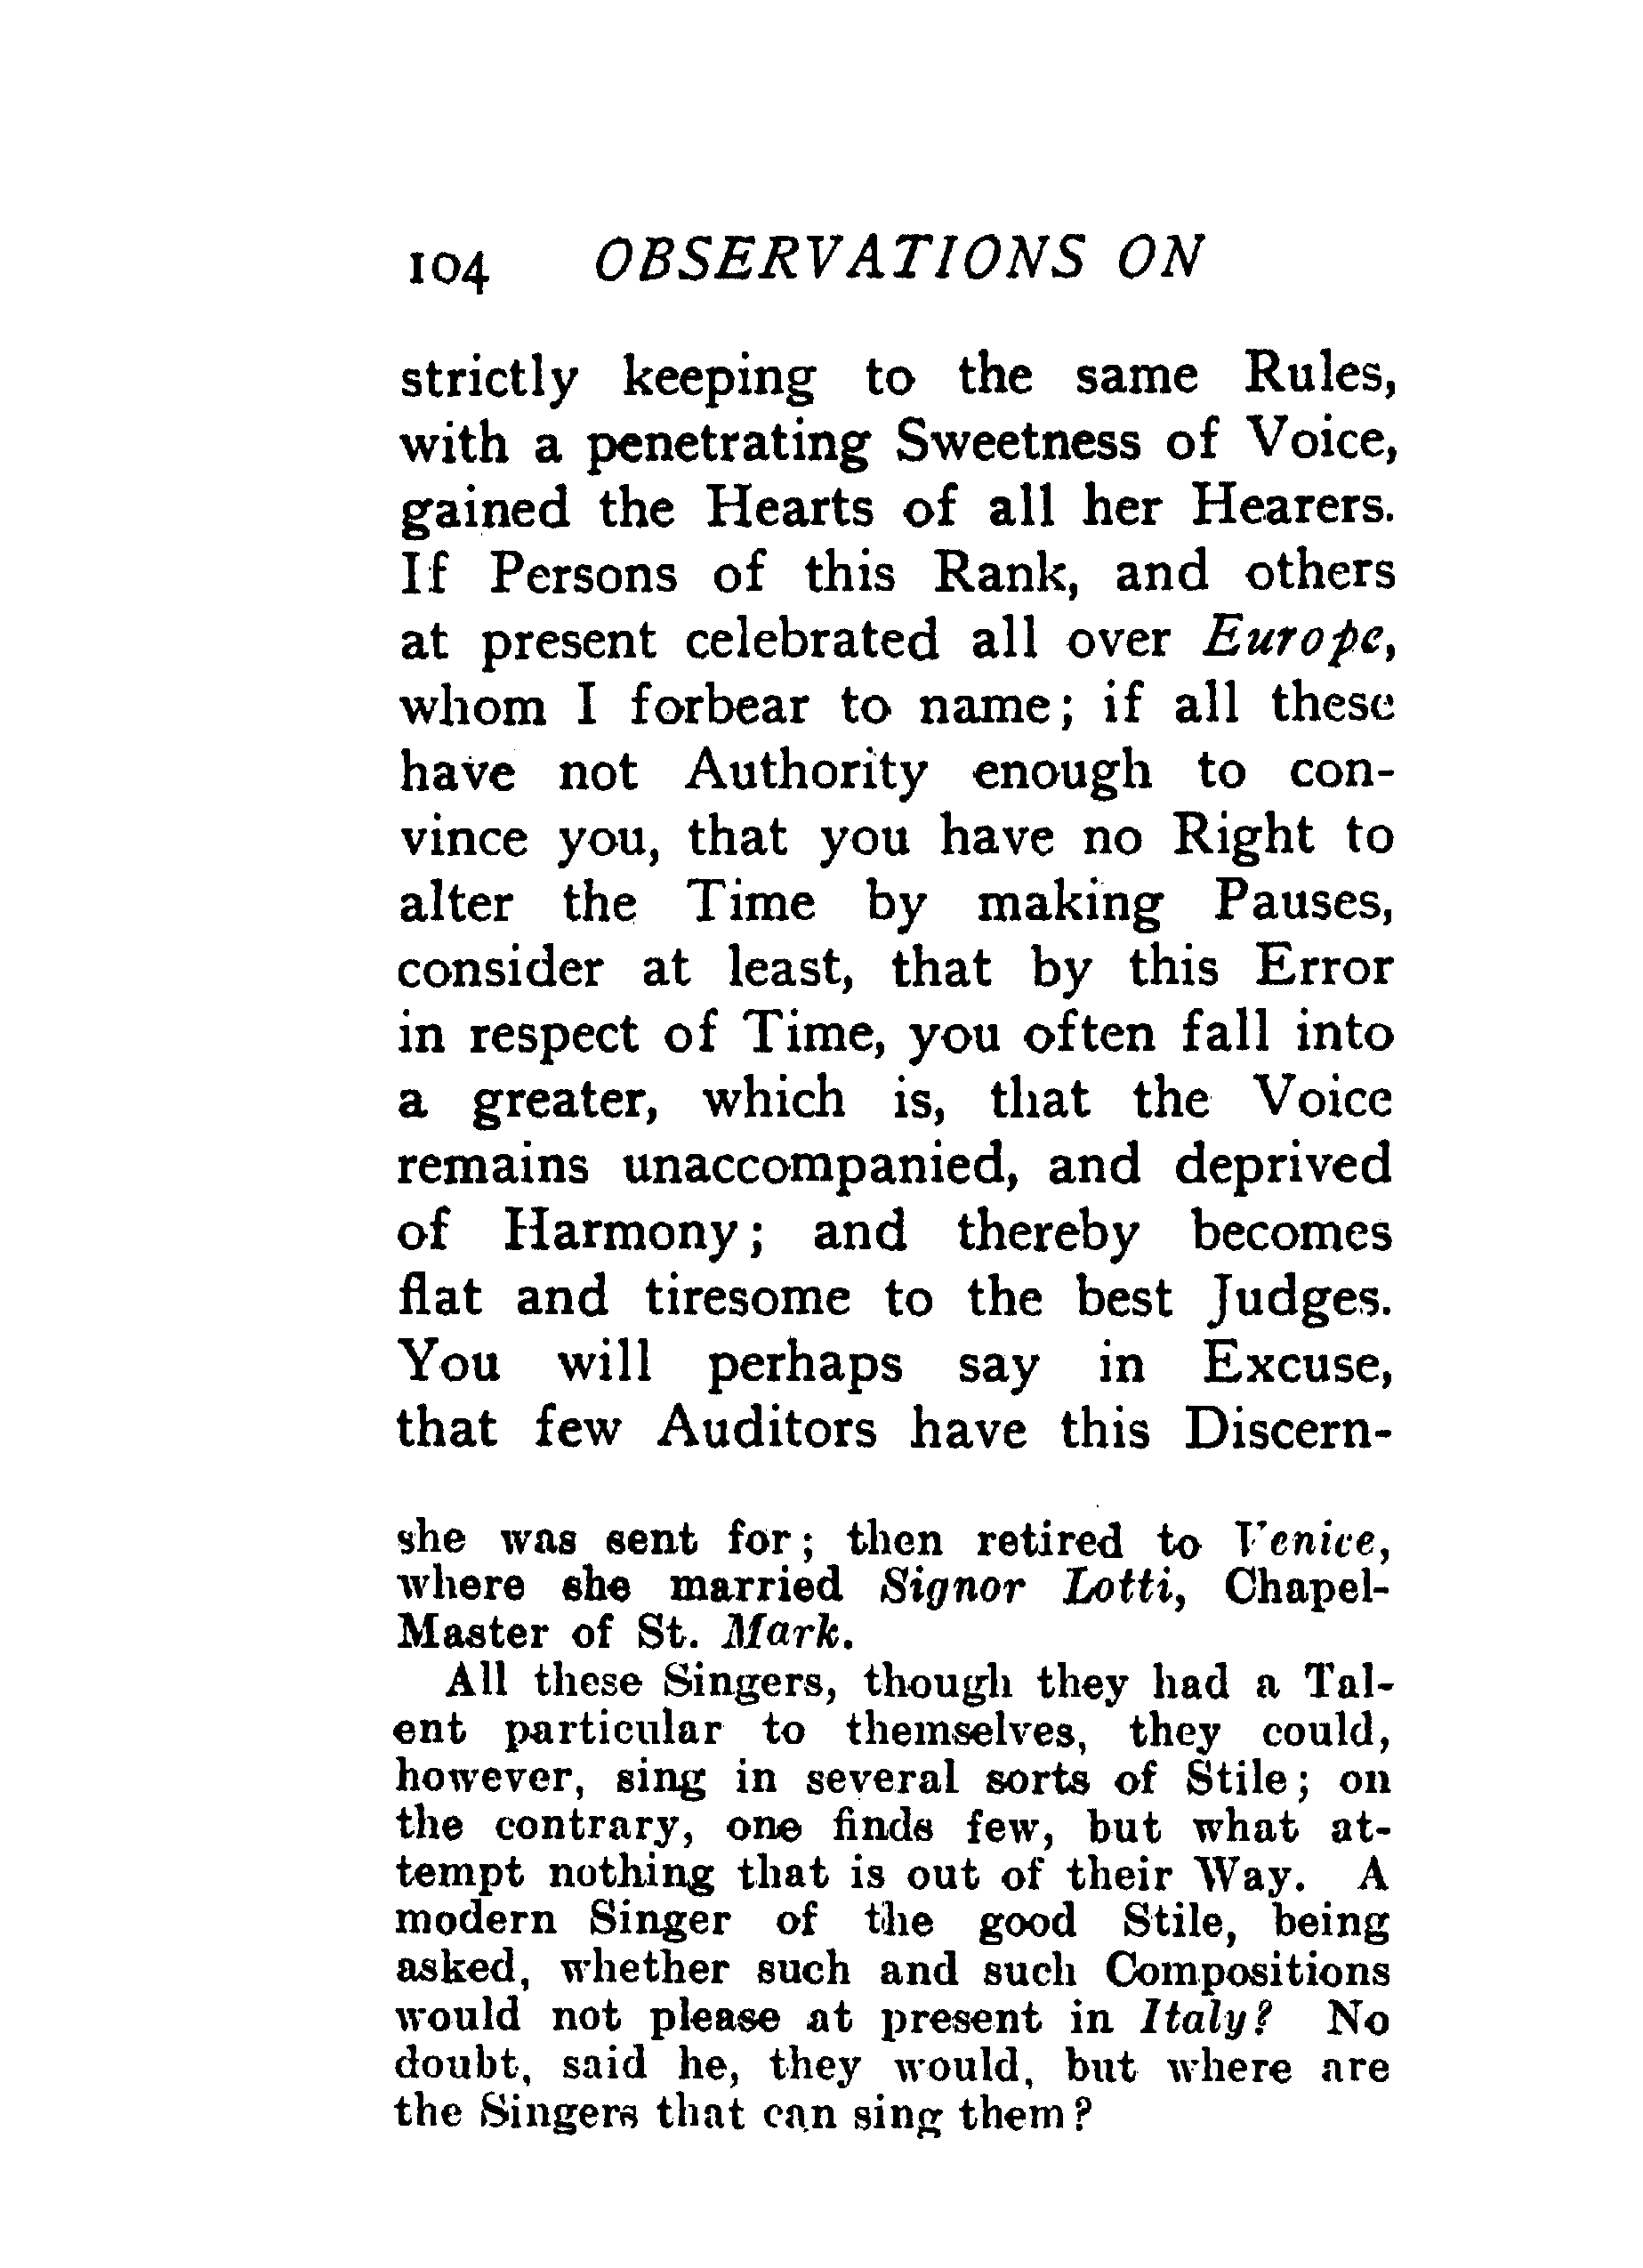 104 OBSERVATIONS ON
strictly keeping to the same Rules,
with a penetrating Sweetness of Voice,
gained the Hearts of all her Hearers.
If Persons of this Rank, and others
at present celebrated all over Europe,
whom I forbear to name; if all these
have not Authority enough to con-
vince you, that you have no Right to
alter the Time by making Pauses,
consider at least, that by this Error
in respect of Time, you often fall into
a greater, which is, that the Voice
remains unaccompanied, and deprived
of Harmony; and thereby becomes
flat and tiresome to the best Judges.
You will perhaps say in Excuse,
that few Auditors have this Discern-
she was sent for; then retired to Venice,
where she married Signor Lotti, Chapel-
Master of St. Mark.
All these Singers, though they had a Tal-
ent particular to themselves, they could,
however, sing in several sorts of Stile; on
the contrary, one finds few, but what at-
tempt nothing that is out of their Way. A
modern Singer of the good Stile, being
asked, whether such and such Compositions
would not please at present in Italy? No
doubt, said he, they would, but where are
the Singers that can sing them?